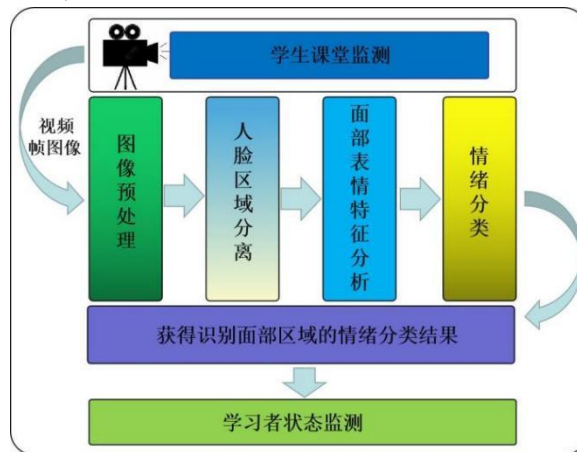 学生课堂监测
视频
帧图像
图像预处理
人脸区域分离
面部表情特征分析
情绪分类
获得识别面部区域的情绪分类结果
学习者状态监测